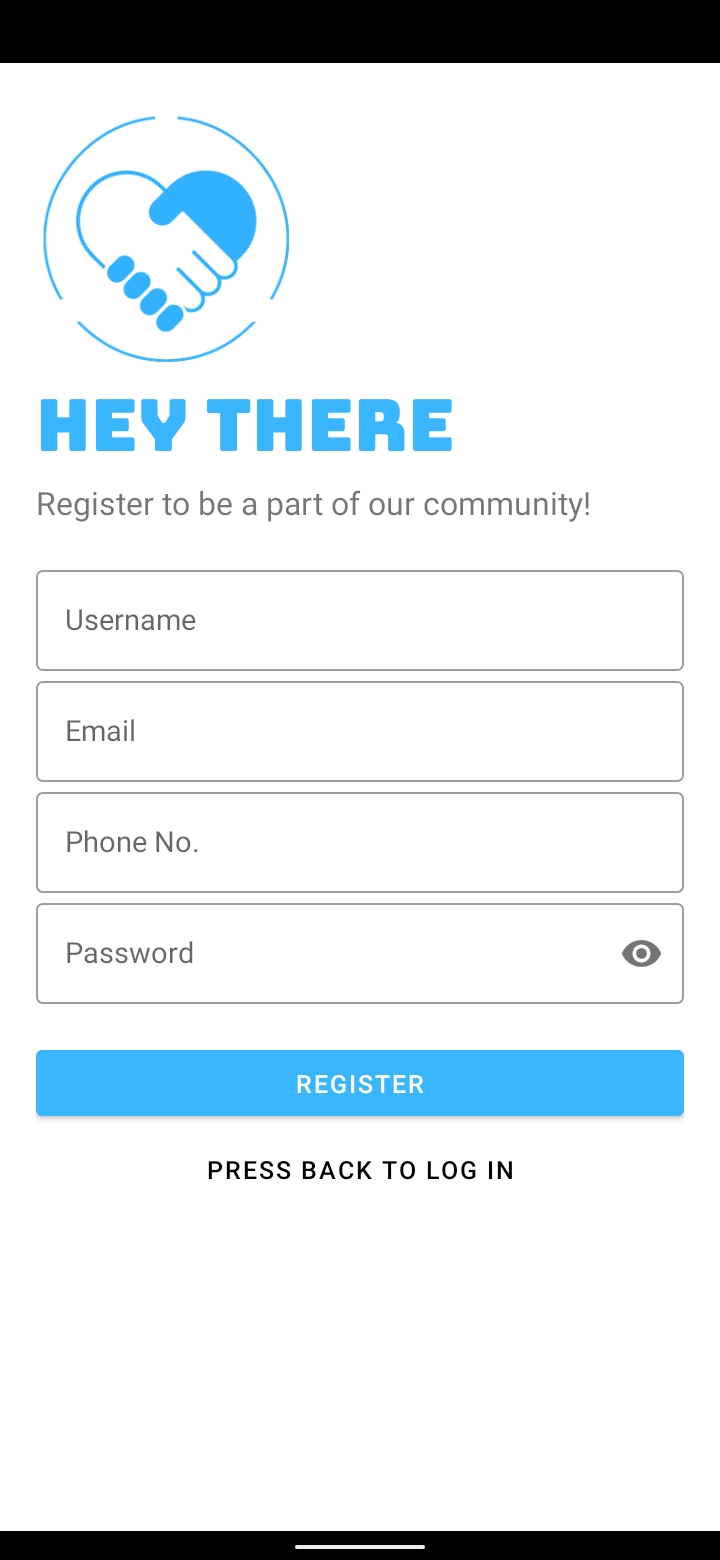 HEY THERE
Register to be a part of our community!
Username
Email
Phone No.
Password
REGISTER
PRESS BACK TO LOG IN